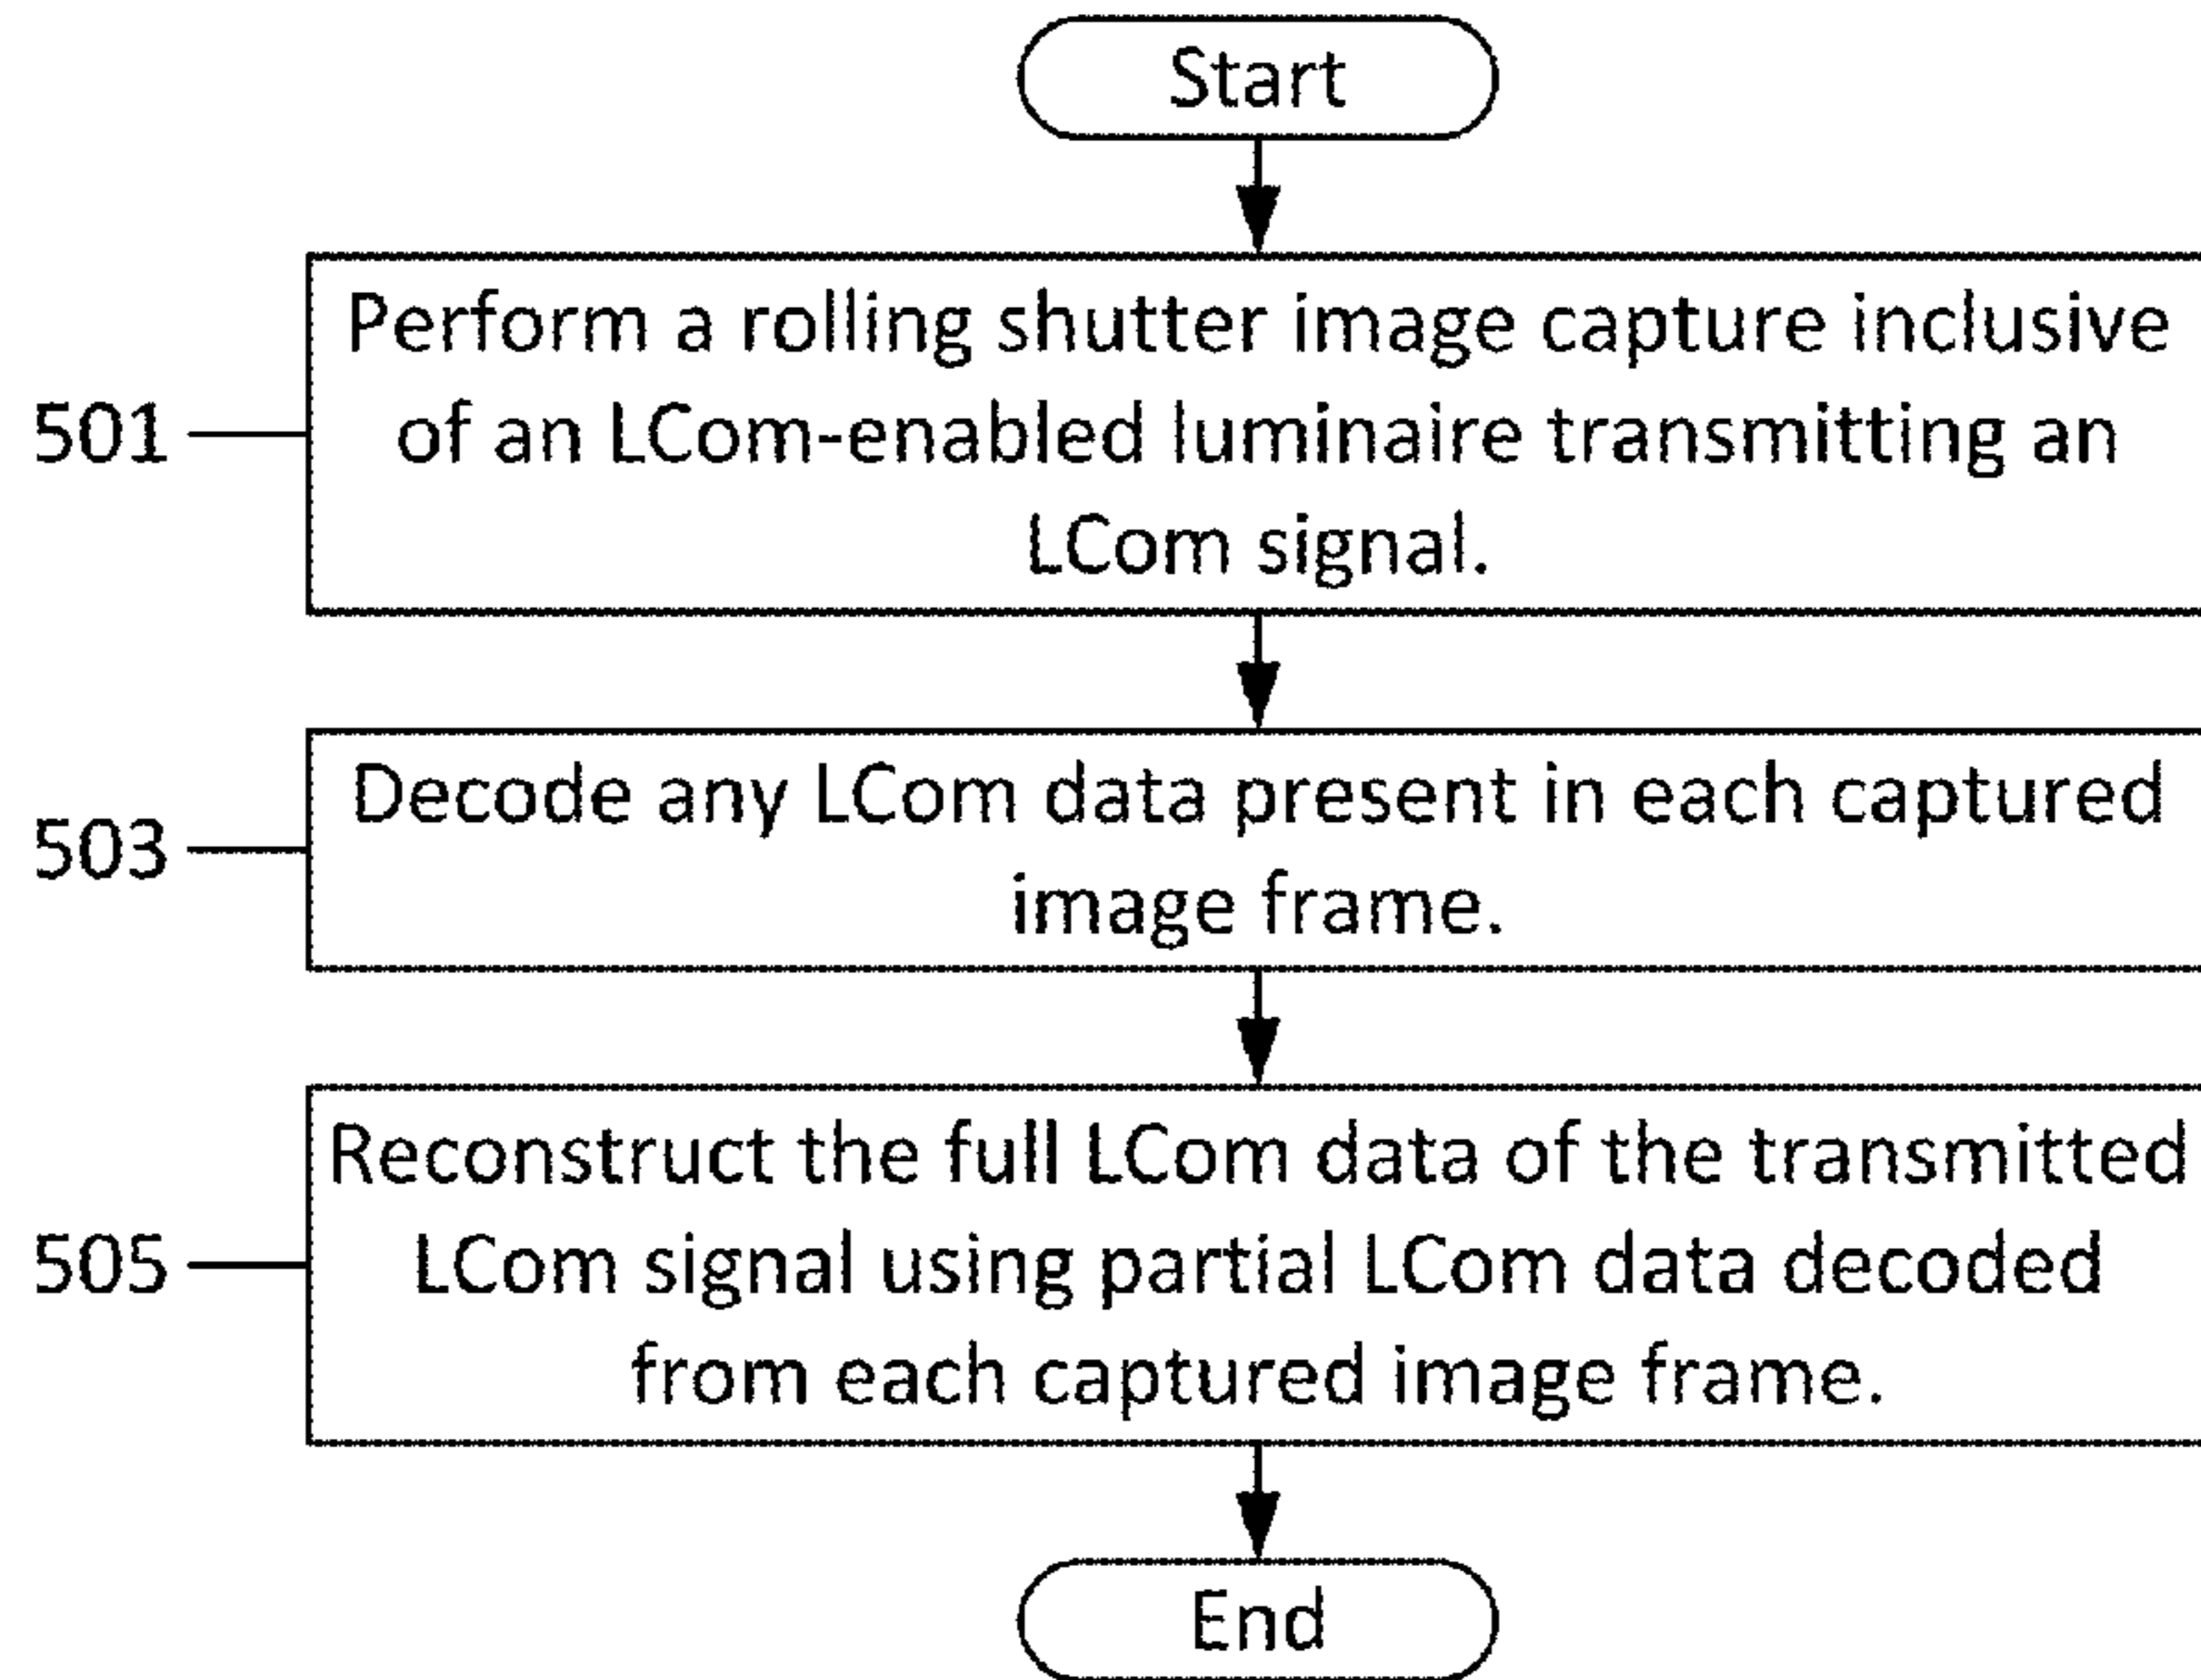 Start
Perform a rolling shutter image capture inclusive
501
of an LCom-enabled luminaire transmitting an
LCom signal.
Decode any LCom data present in each captured
503
image frame.
Reconstruct the full LCom data of the transmitted
505
LCom signal using partial LCom data decoded
from each captured image frame.
End